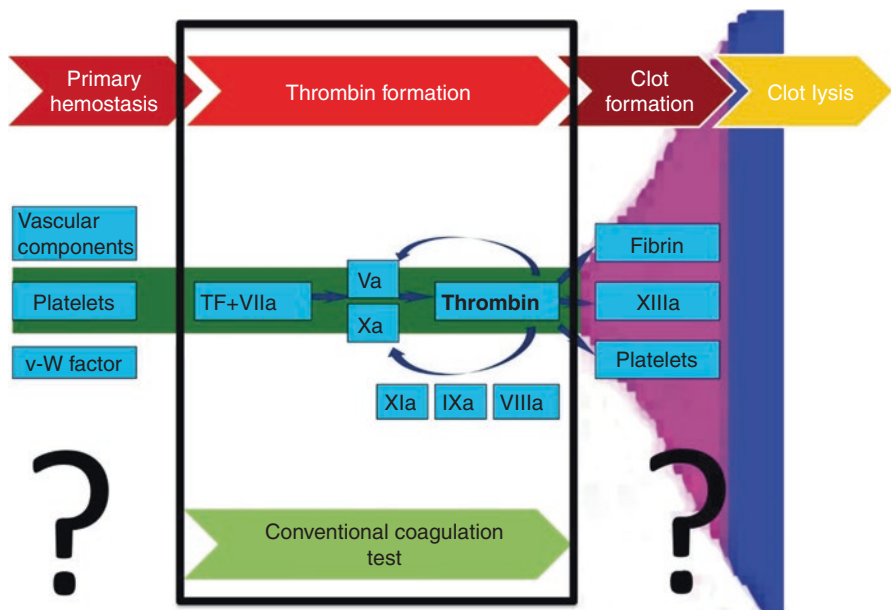 Primary
hemostasis
Thrombin formation
Clot
formation
Clot lysis
Vascular
components
Platelets
v-W factor
TF+VIIa
Va
Xa
Thrombin
XIa
IXa
VIIIa
Fibrin
XIIIa
Platelets
?
?
Conventional coagulation
test